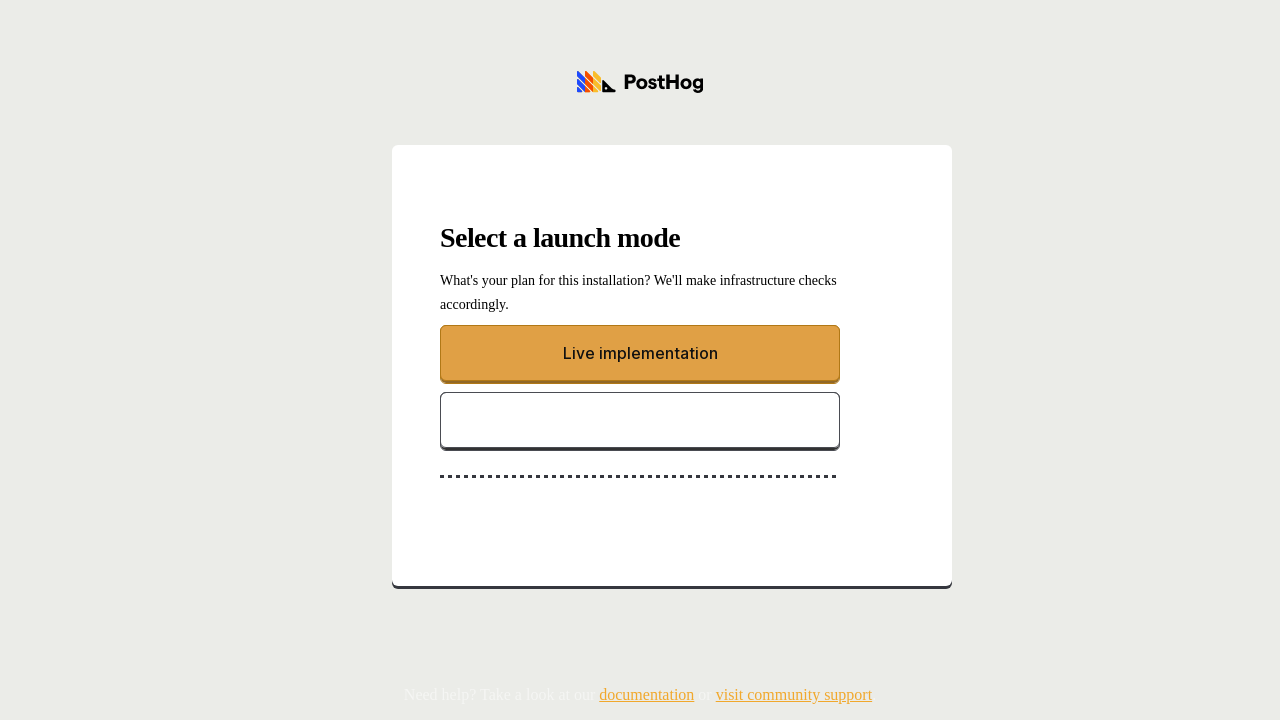 PostHog
Select a launch mode
What's your plan for this installation? We'll make infrastructure checks
accordingly.
Live implementation
Need help? Take a look at our documentation or visit community support